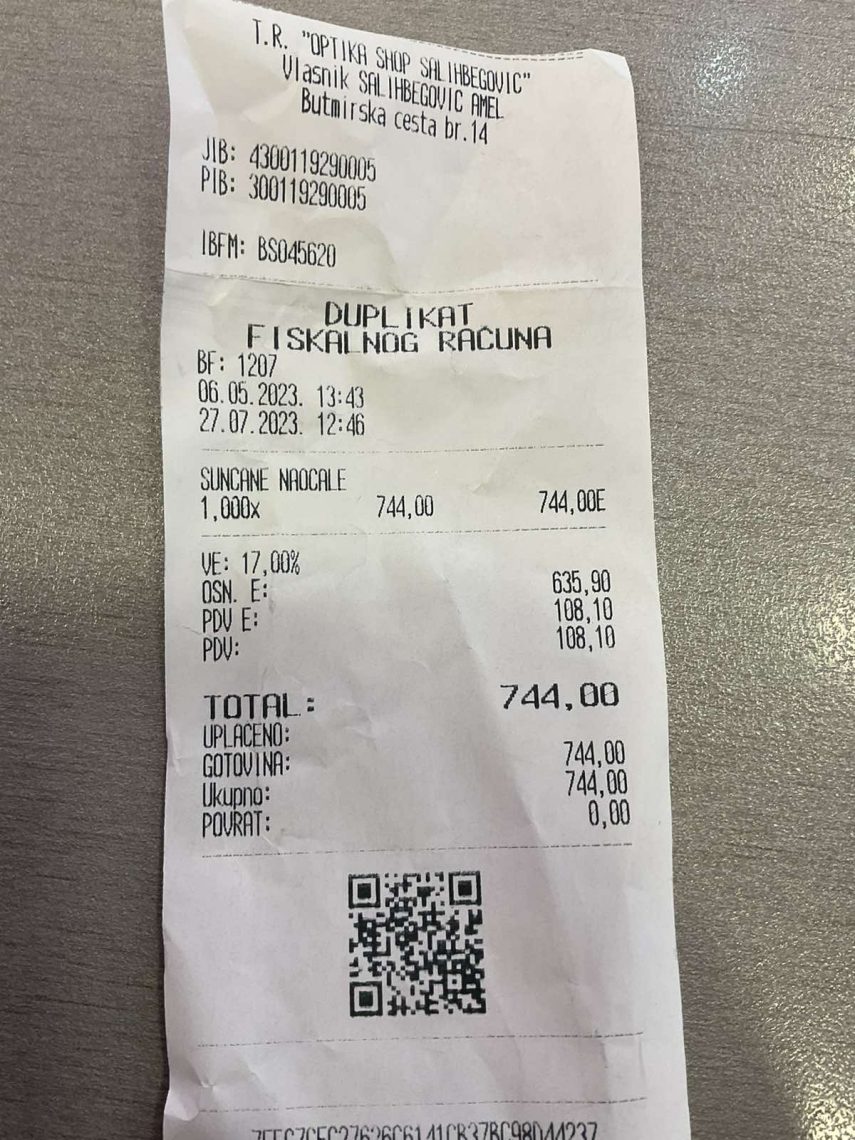 T.R. "OPTIKA SHOP SALIHBEGOVIC"
Vlasnik SALIHBEGOVIC AMEL
Butmirska cesta br.14
JIB: 4300119290005
PIB: 300119290005
IBFM: BS045620
DUPLIKAT
FISKALNOG RAČUNA
BF: 1207
06.05.2023. 13:43
27.07.2023. 12:46
SUNCANE NAOCALE
1,000x 744,00 744,00E
VE: 17,00%
OSN. E: 635,90
PDV E: 108,10
PDV: 108,10
TOTAL: 744,00
UPLAĆENO:
GOTOVINA: 744,00
Ukupno: 744,00
POVRAT: 0,00